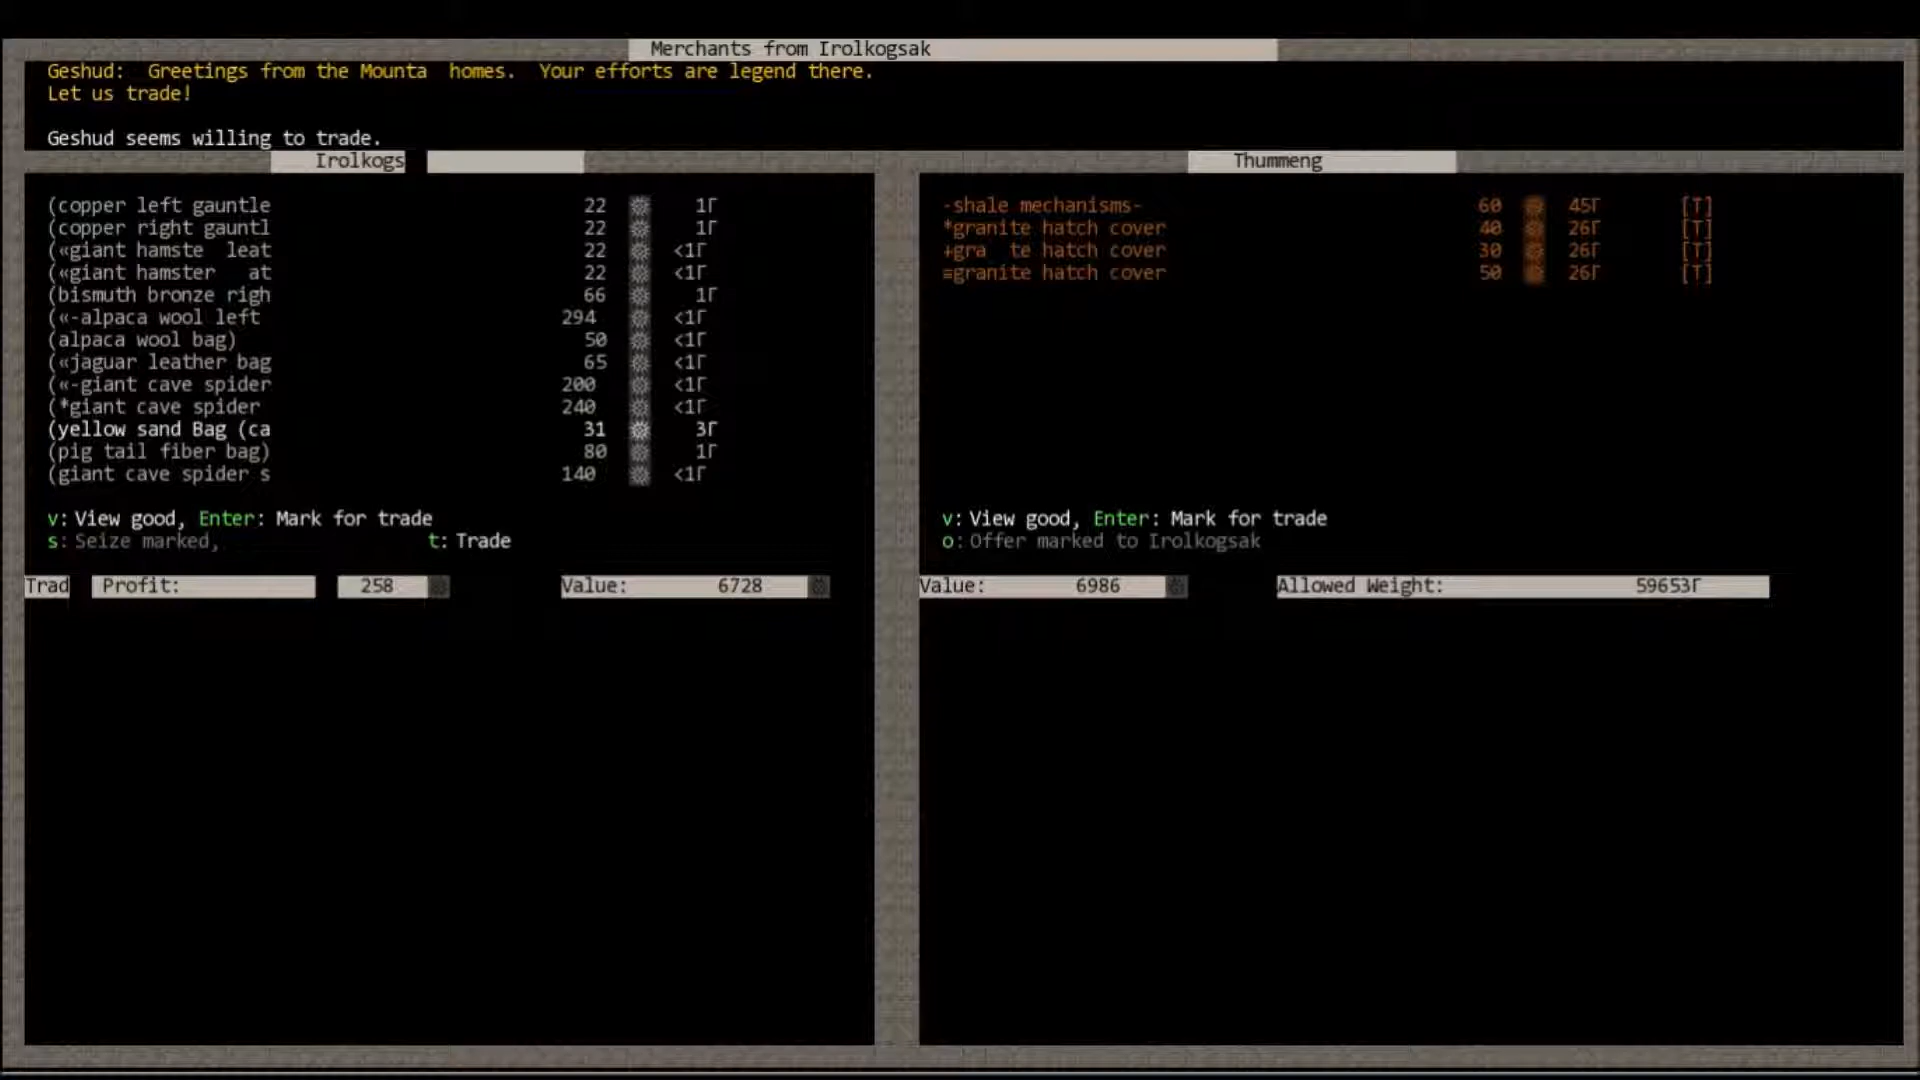 Merchants from Irolkogsak
Geshud:  Greetings from the Mounta  homes.  Your efforts are legend there.
Let us trade!
Geshud seems willing to trade.
Irolkogs
Thummeng
(copper left gauntle 22 ☼ 1Γ
(copper right gauntl 22 ☼ 1Γ
(«giant hamste  leat 22 ☼ <1Γ
(«giant hamster   at 22 ☼ <1Γ
(bismuth bronze righ 66 ☼ 1Γ
(«-alpaca wool left 294 ☼ <1Γ
(alpaca wool bag) 50 ☼ <1Γ
(«jaguar leather bag 65 ☼ <1Γ
(«-giant cave spider 200 ☼ <1Γ
(*giant cave spider 240 ☼ <1Γ
(yellow sand Bag (ca 31 ☼ 3Γ
(pig tail fiber bag) 80 ☼ 1Γ
(giant cave spider s 140 ☼ <1Γ
v: View good, Enter: Mark for trade
s: Seize marked, t: Trade
Trad Profit: 258 ☼ Value: 6728 ☼
-shale mechanisms- 60 ☼ 45Γ [T]
*granite hatch cover 40 ☼ 26Γ [T]
+gra  te hatch cover 30 ☼ 26Γ [T]
≡granite hatch cover 50 ☼ 26Γ [T]
v: View good, Enter: Mark for trade
o: Offer marked to Irolkogsak
Value: 6986 ☼ Allowed Weight: 59653Γ